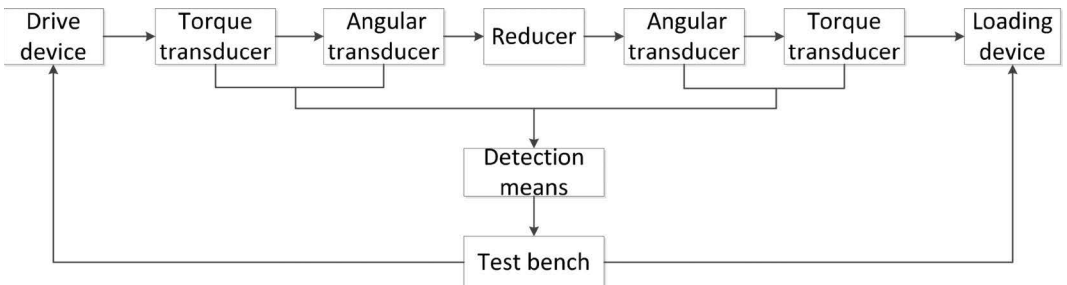 Drive
device
Torque
transducer
Angular
transducer
Reducer
Angular
transducer
Torque
transducer
Loading
device
Detection
means
Test bench